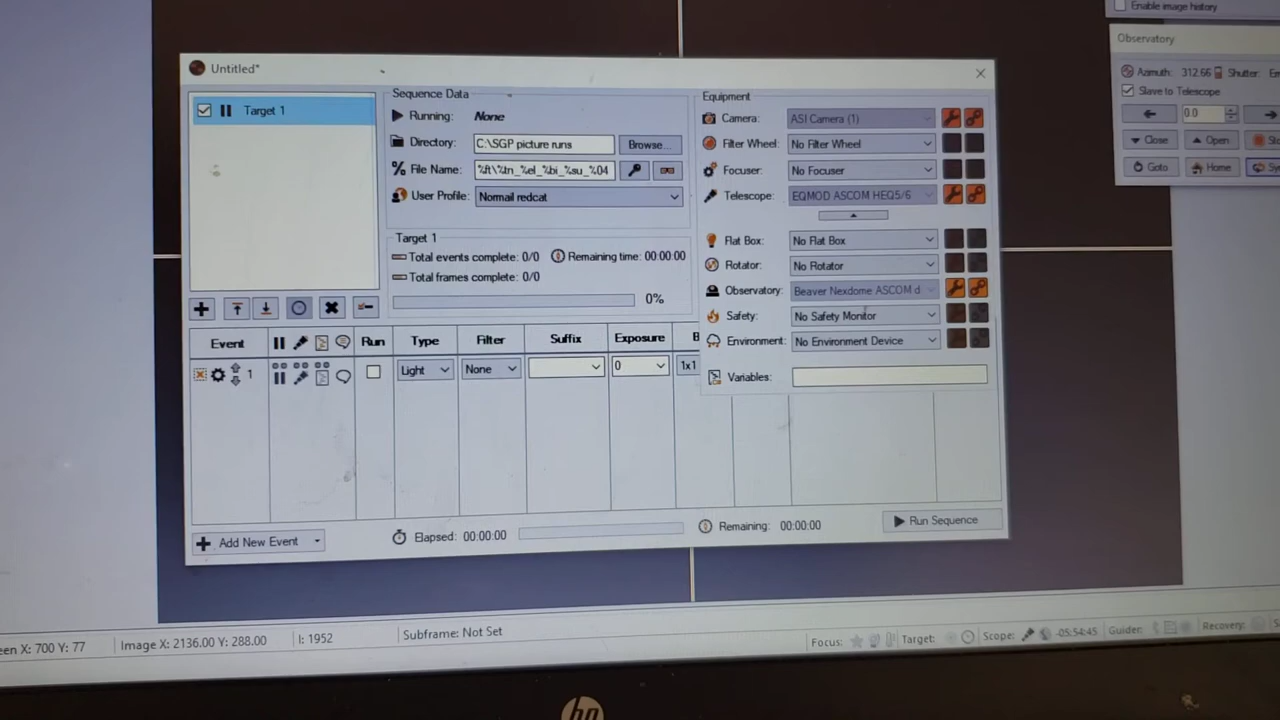 Enable image history
Untitled*
Observatory
Azimuth: 312.66 Shutter:
Slave to Telescope
0.0
Close
Open
Goto
Home
Target 1
Sequence Data
Running: None
Directory: C:\SGP picture runs Browse...
File Name: %ft\%tn_%el_%bi_%su_%04
User Profile: Normail redcat
Target 1
Total events complete: 0/0 Remaining time: 00:00:00
Total frames complete: 0/0
0%
Equipment
Camera: ASI Camera (1)
Filter Wheel: No Filter Wheel
Focuser: No Focuser
Telescope: EQMOD ASCOM HEQ5/6
Flat Box: No Flat Box
Rotator: No Rotator
Observatory: Beaver Nexdome ASCOM d
Safety: No Safety Monitor
Environment: No Environment Device
Variables:
Event Run Type Filter Suffix Exposure B
1 Light None 0 1x1
Add New Event
Elapsed: 00:00:00
Remaining: 00:00:00
Run Sequence
een X: 700 Y: 77 Image X: 2136.00 Y: 288.00 I: 1952 Subframe: Not Set
Focus: Target: Scope: -05:54:45 Guider: Recovery:
hp